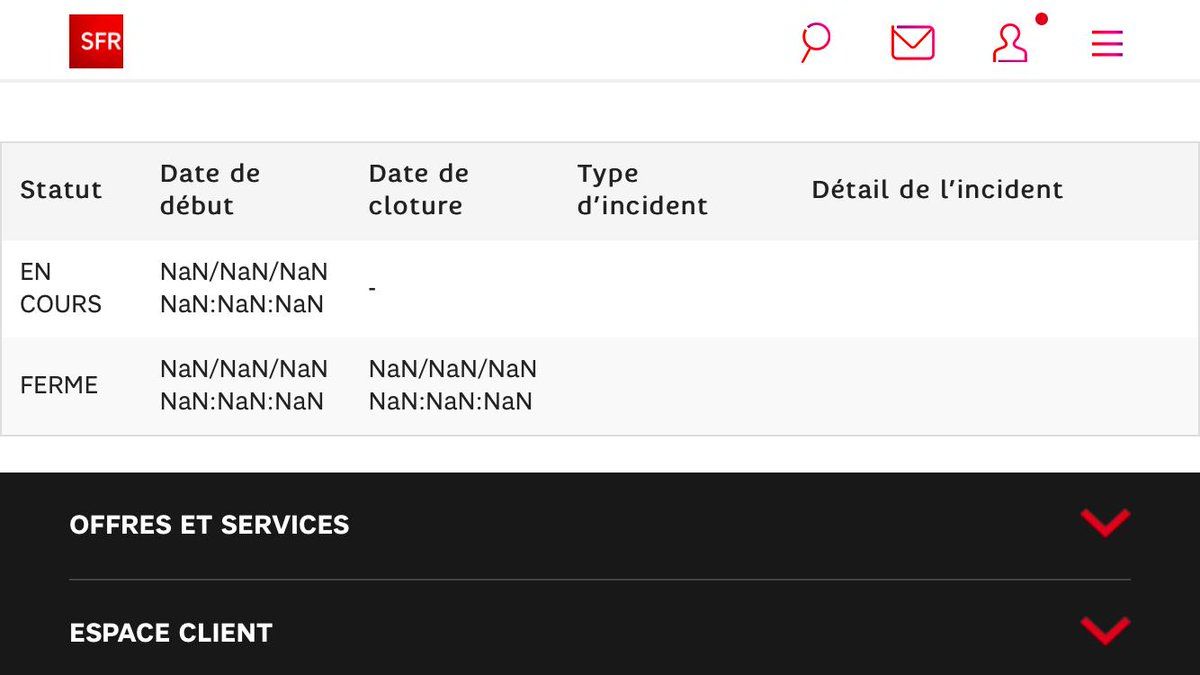 SFR
Statut
Date de
début
Date de
cloture
Type
d’incident
Détail de l’incident
EN
COURS
NaN/NaN/NaN
NaN:NaN:NaN
-
FERME
NaN/NaN/NaN
NaN:NaN:NaN
NaN/NaN/NaN
NaN:NaN:NaN
OFFRES ET SERVICES
ESPACE CLIENT